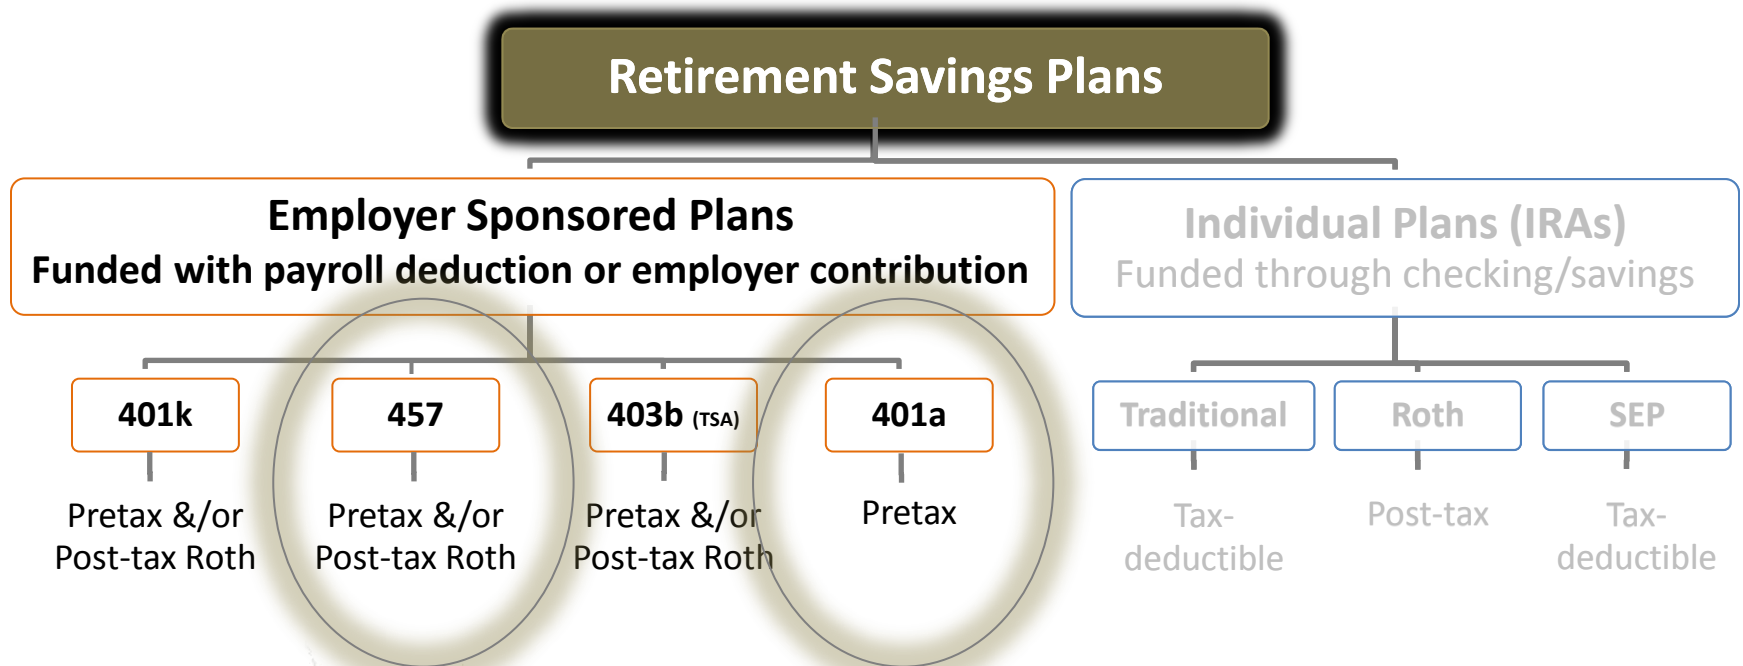 Retirement Savings Plans
Employer Sponsored Plans
Funded with payroll deduction or employer contribution
Individual Plans (IRAs)
Funded through checking/savings
401k
457
403b (TSA)
401a
Traditional
Roth
SEP
Pretax &/or
Post-tax Roth
Pretax &/or
Post-tax Roth
Pretax &/or
Post-tax Roth
Pretax
Tax-
deductible
Post-tax
Tax-
deductible